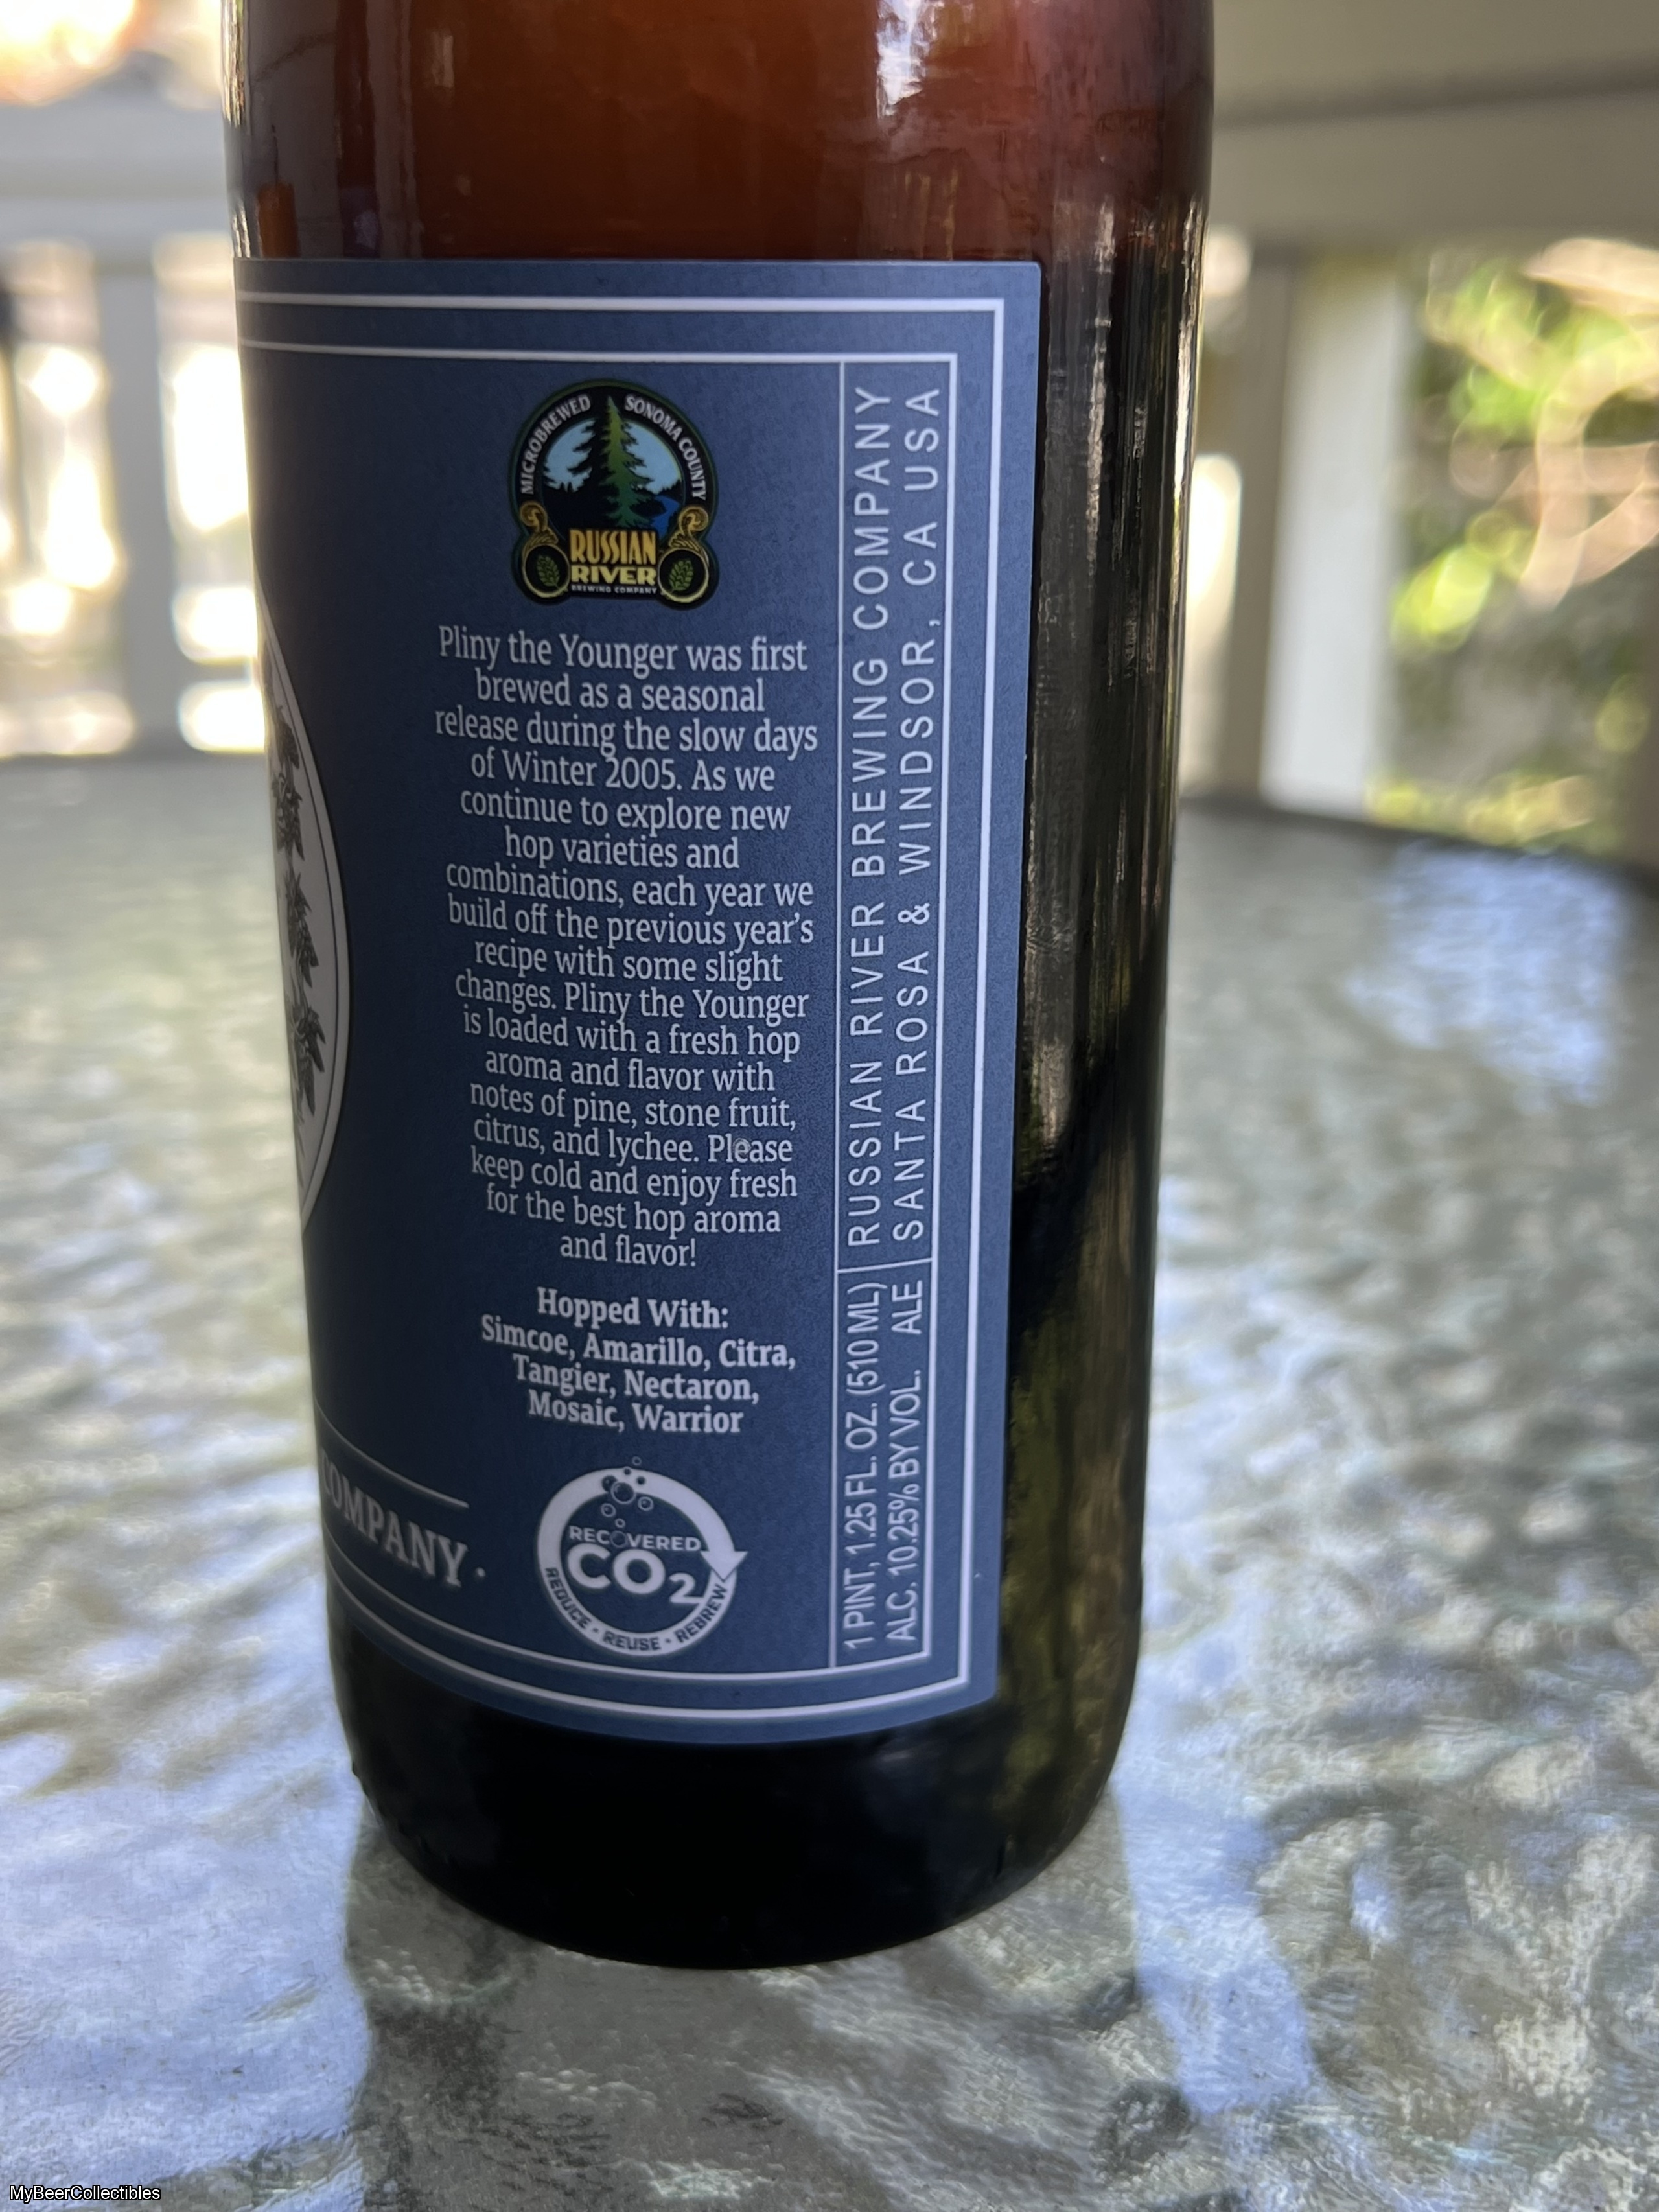 MICROBREWED SONOMA COUNTY
RUSSIAN
RIVER
BREWING COMPANY
Pliny the Younger was first
brewed as a seasonal
release during the slow days
of Winter 2005. As we
continue to explore new
hop varieties and
combinations, each year we
build off the previous year's
recipe with some slight
changes. Pliny the Younger
is loaded with a fresh hop
aroma and flavor with
notes of pine, stone fruit,
citrus, and lychee. Please
keep cold and enjoy fresh
for the best hop aroma
and flavor!
Hopped With:
Simcoe, Amarillo, Citra,
Tangier, Nectaron,
Mosaic, Warrior
RECOVERED
CO2
REDUCE • REUSE • REBREW
COMPANY.
1 PINT, 1.25 FL. OZ. (510 ML) RUSSIAN RIVER BREWING COMPANY
ALC. 10.25% BY VOL. ALE SANTA ROSA & WINDSOR, CA USA
MyBeerCollectibles